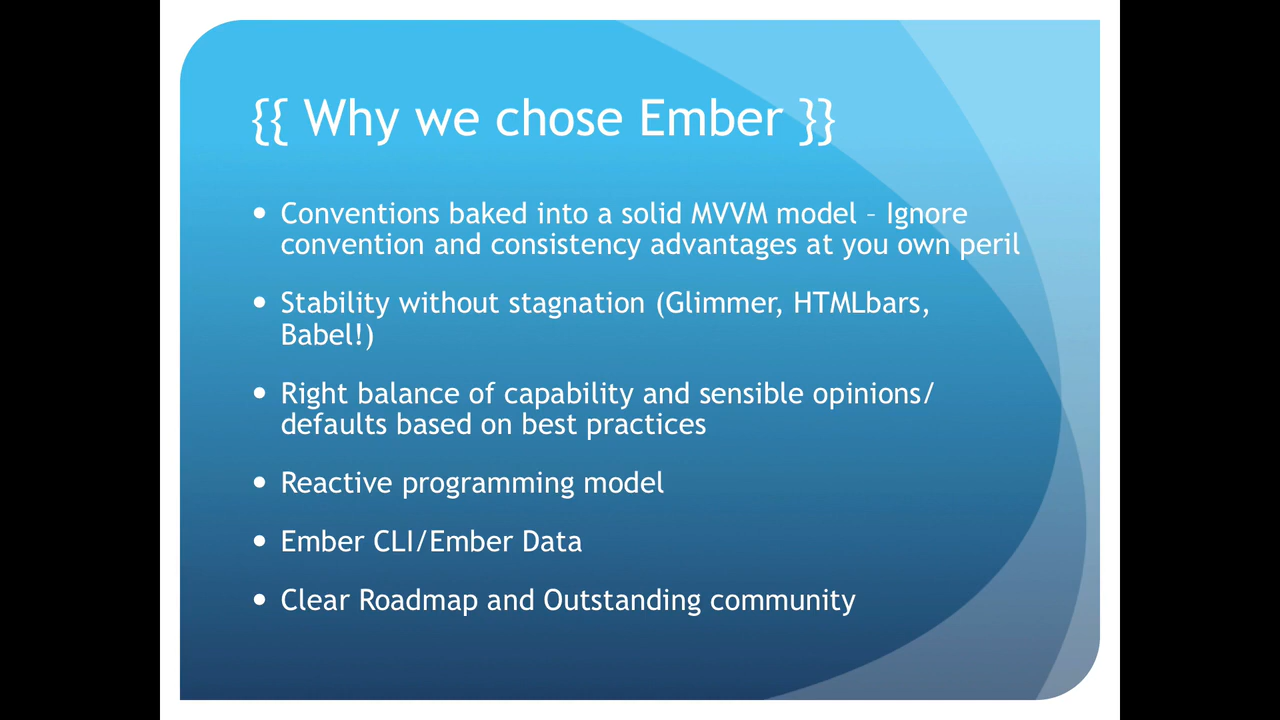 {{ Why we chose Ember }}
• Conventions baked into a solid MVVM model – Ignore
convention and consistency advantages at you own peril
• Stability without stagnation (Glimmer, HTMLbars,
Babel!)
• Right balance of capability and sensible opinions/
defaults based on best practices
• Reactive programming model
• Ember CLI/Ember Data
• Clear Roadmap and Outstanding community